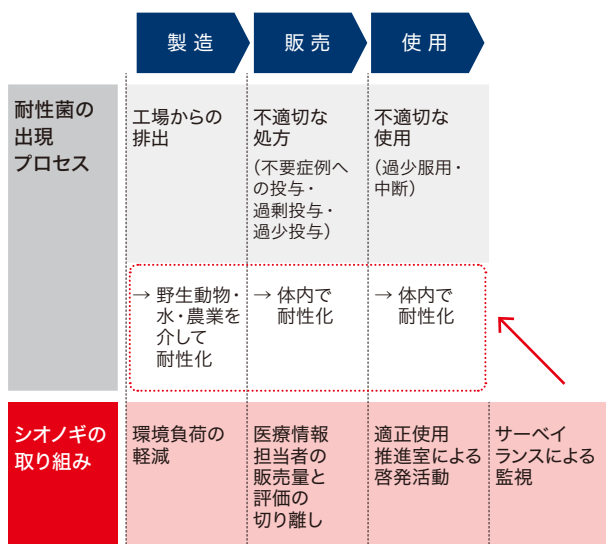 製造
販売
使用
耐性菌の
出現
プロセス
工場からの
排出
不適切な
処方
（不要症例へ
の投与・
過剰投与・
過少投与）
不適切な
使用
（過少服用・
中断）
→ 野生動物・
水・農業を
介して
耐性化
→ 体内で
耐性化
→ 体内で
耐性化
シオノギの
取り組み
環境負荷の
軽減
医療情報
担当者の
販売量と
評価の
切り離し
適正使用
推進室による
啓発活動
サーベイ
ランスによる
監視